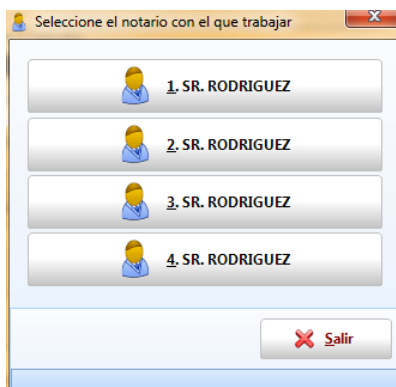 Seleccione el notario con el que trabajar
1. SR. RODRIGUEZ
2. SR. RODRIGUEZ
3. SR. RODRIGUEZ
4. SR. RODRIGUEZ
Salir